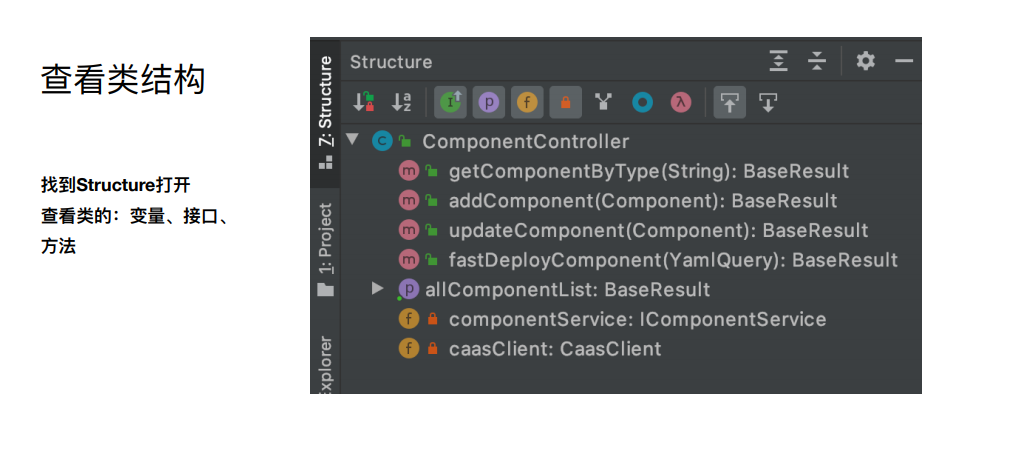 查看类结构
找到Structure打开
查看类的：变量、接口、
方法
Z: Structure
1: Project
Explorer
Structure
ComponentController
getComponentByType(String): BaseResult
addComponent(Component): BaseResult
updateComponent(Component): BaseResult
fastDeployComponent(YamlQuery): BaseResult
allComponentList: BaseResult
componentService: IComponentService
caasClient: CaasClient